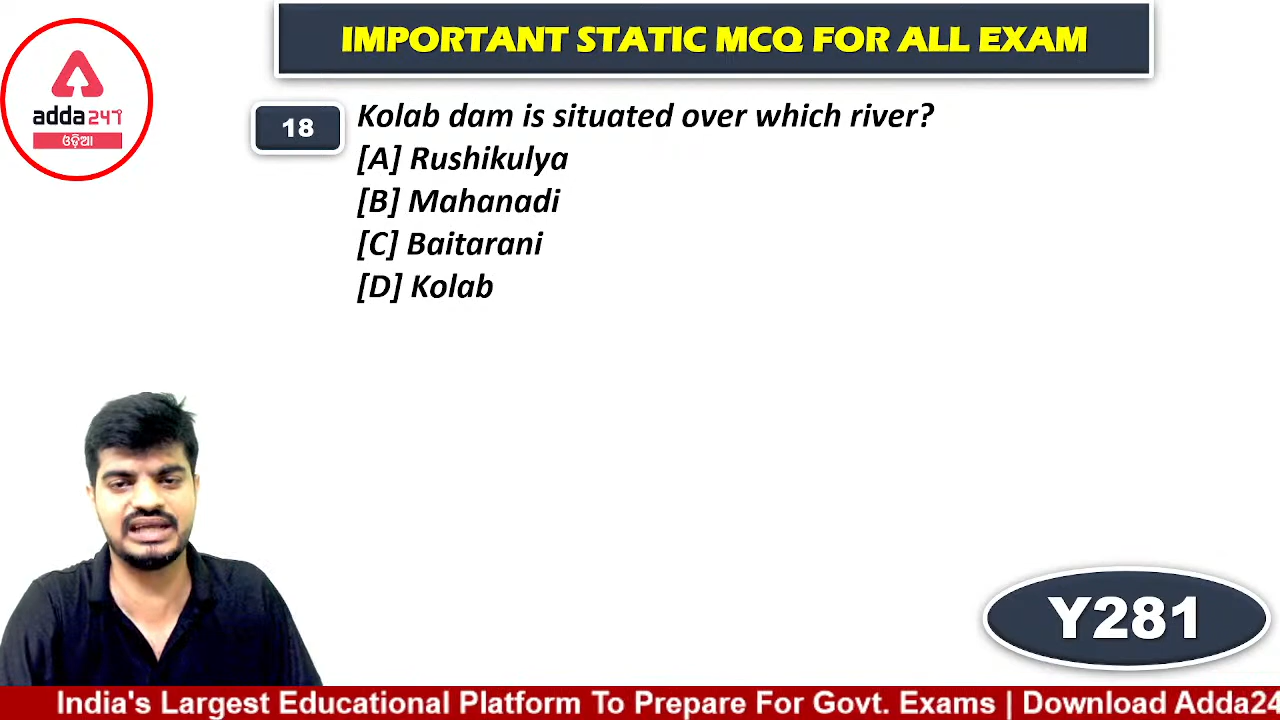 IMPORTANT STATIC MCQ FOR ALL EXAM
adda247
ଓଡ଼ିଆ
18
Kolab dam is situated over which river?
[A] Rushikulya
[B] Mahanadi
[C] Baitarani
[D] Kolab
Y281
India's Largest Educational Platform To Prepare For Govt. Exams | Download Adda24